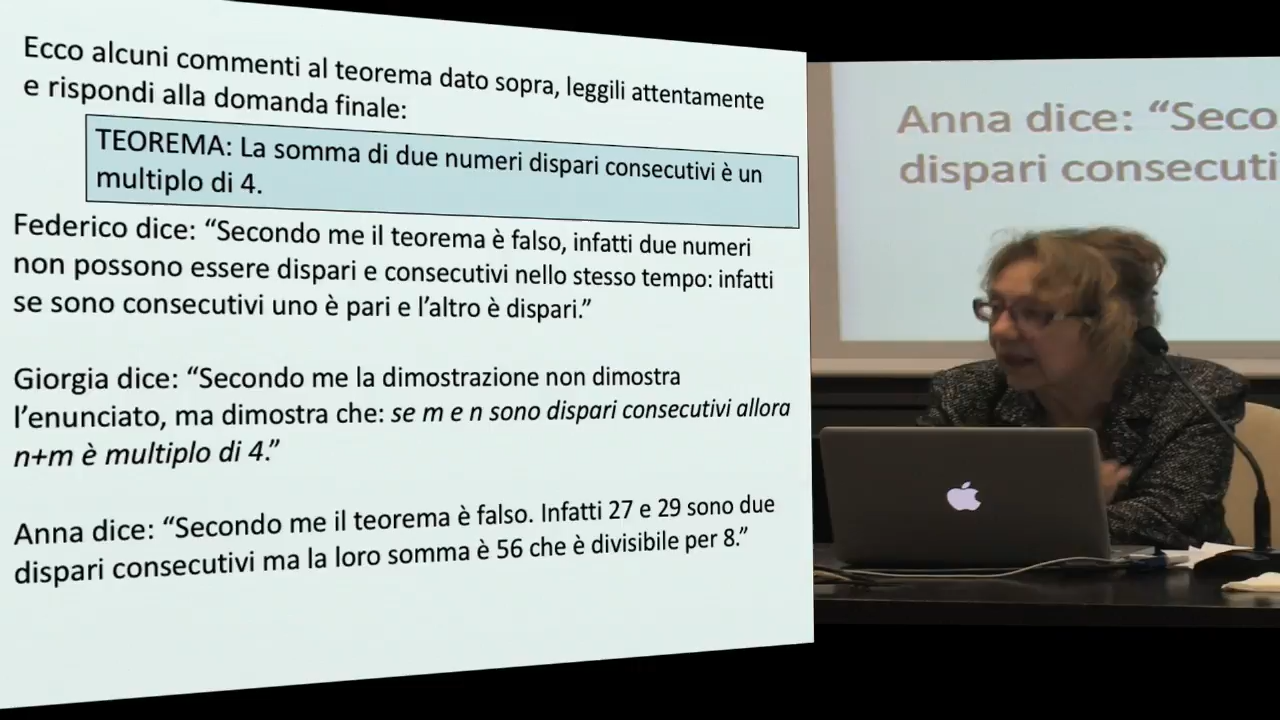 Ecco alcuni commenti al teorema dato sopra, leggili attentamente
e rispondi alla domanda finale:
TEOREMA: La somma di due numeri dispari consecutivi è un
multiplo di 4.
Federico dice: “Secondo me il teorema è falso, infatti due numeri
non possono essere dispari e consecutivi nello stesso tempo: infatti
se sono consecutivi uno è pari e l’altro è dispari.”
Giorgia dice: “Secondo me la dimostrazione non dimostra
l’enunciato, ma dimostra che: se m e n sono dispari consecutivi allora
n+m è multiplo di 4.”
Anna dice: “Secondo me il teorema è falso. Infatti 27 e 29 sono due
dispari consecutivi ma la loro somma è 56 che è divisibile per 8.”
Anna dice: “Seco
dispari consecuti